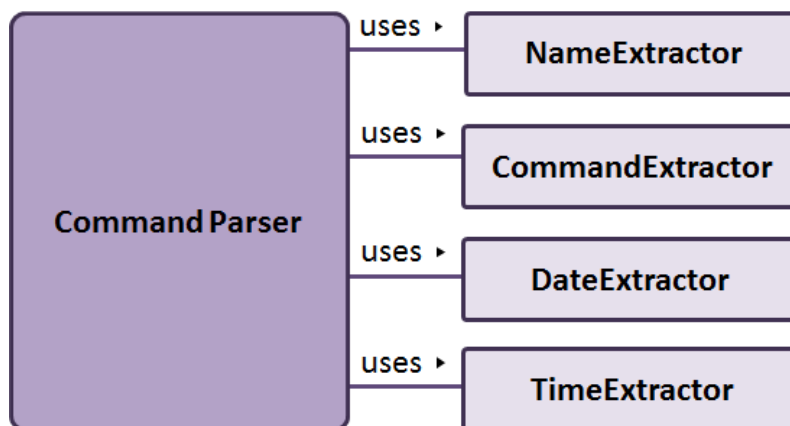 uses ▸
NameExtractor
uses ▸
CommandExtractor
Command Parser
uses ▸
DateExtractor
uses ▸
TimeExtractor